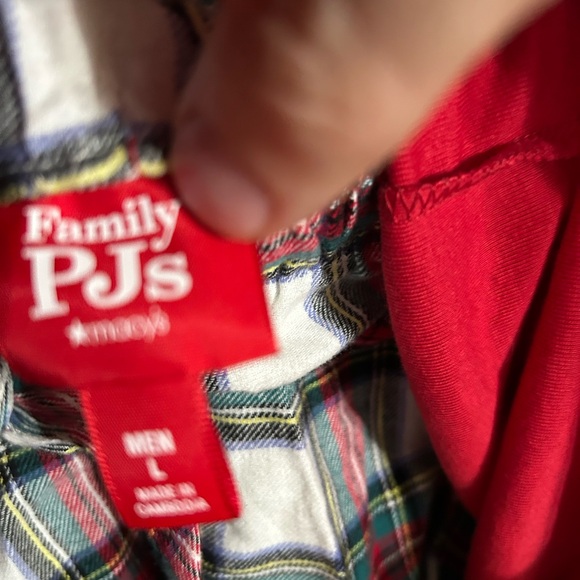 Family
PJs
★macy's
MEN
L
MADE IN
CAMBODIA